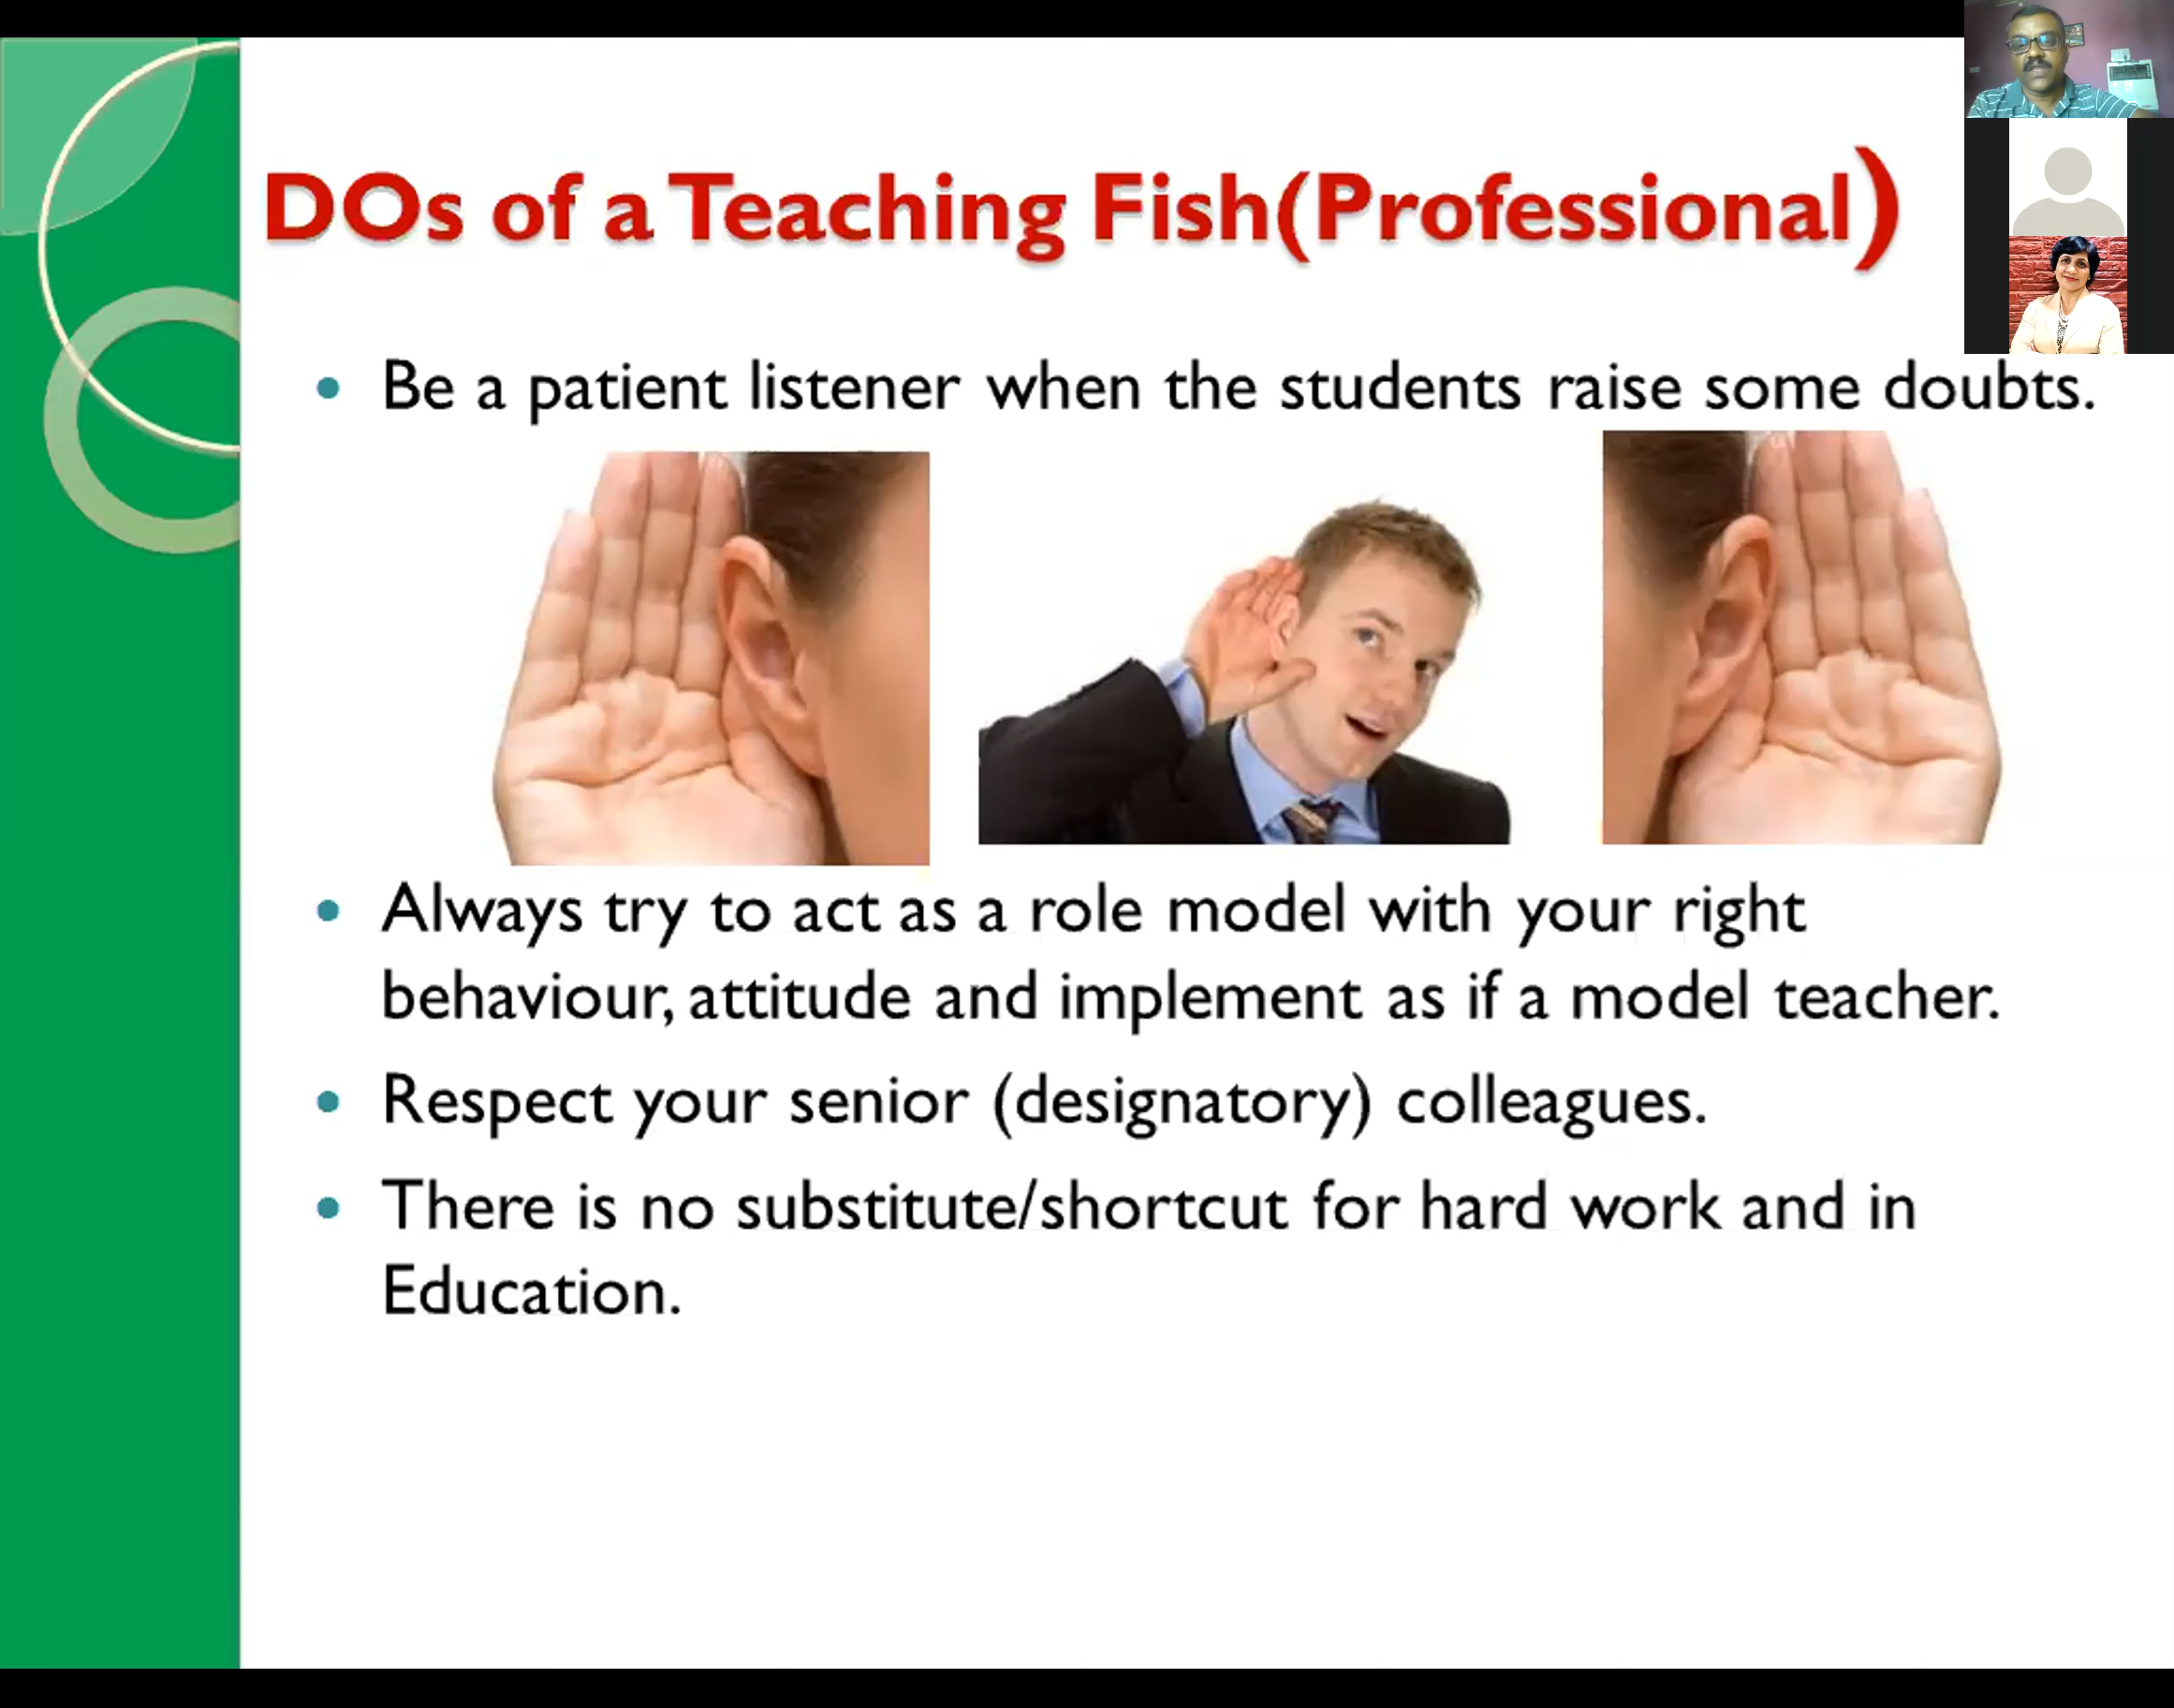 DOs of a Teaching Fish(Professional)
Be a patient listener when the students raise some doubts.
Always try to act as a role model with your right
behaviour, attitude and implement as if a model teacher.
Respect your senior (designatory) colleagues.
There is no substitute/shortcut for hard work and in
Education.